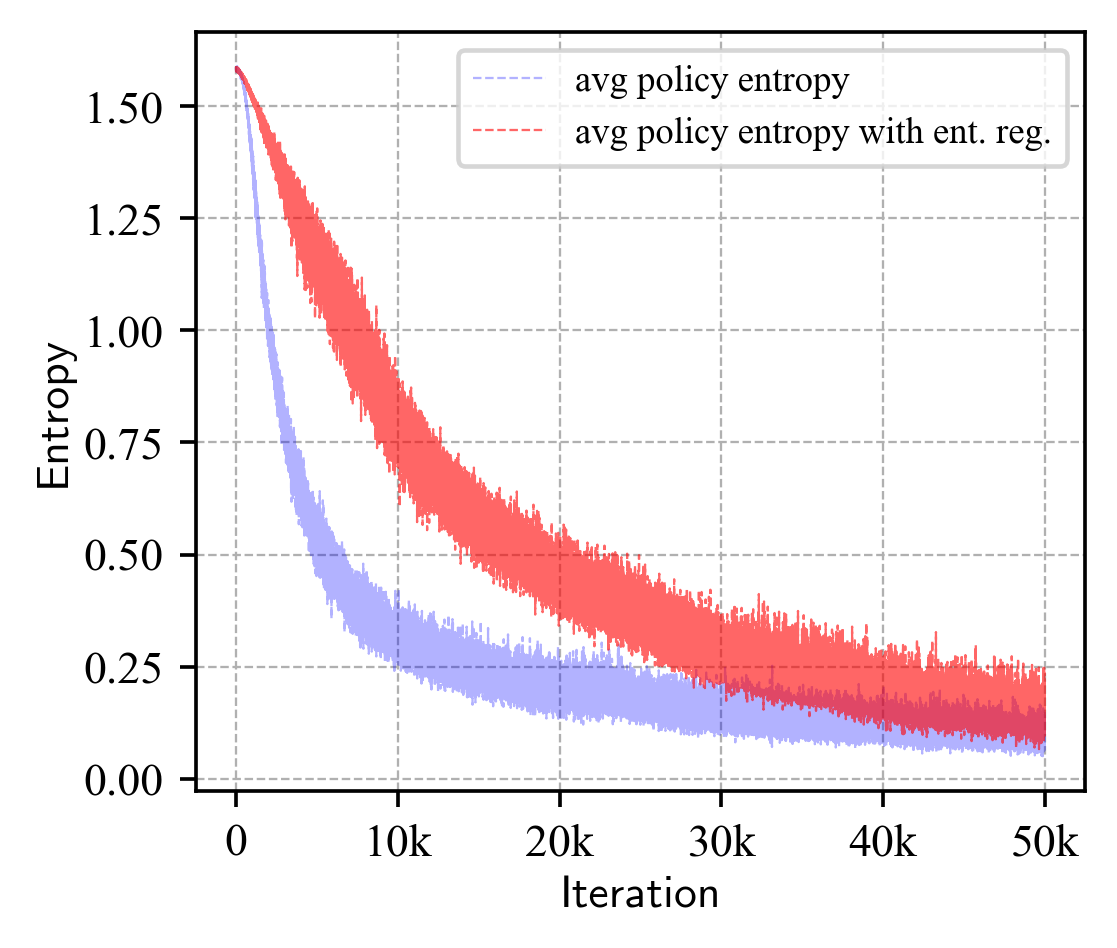 avg policy entropy
avg policy entropy with ent. reg.
1.50
1.25
1.00
0.75
0.50
0.25
0.00
Entropy
0 10k 20k 30k 40k 50k
Iteration